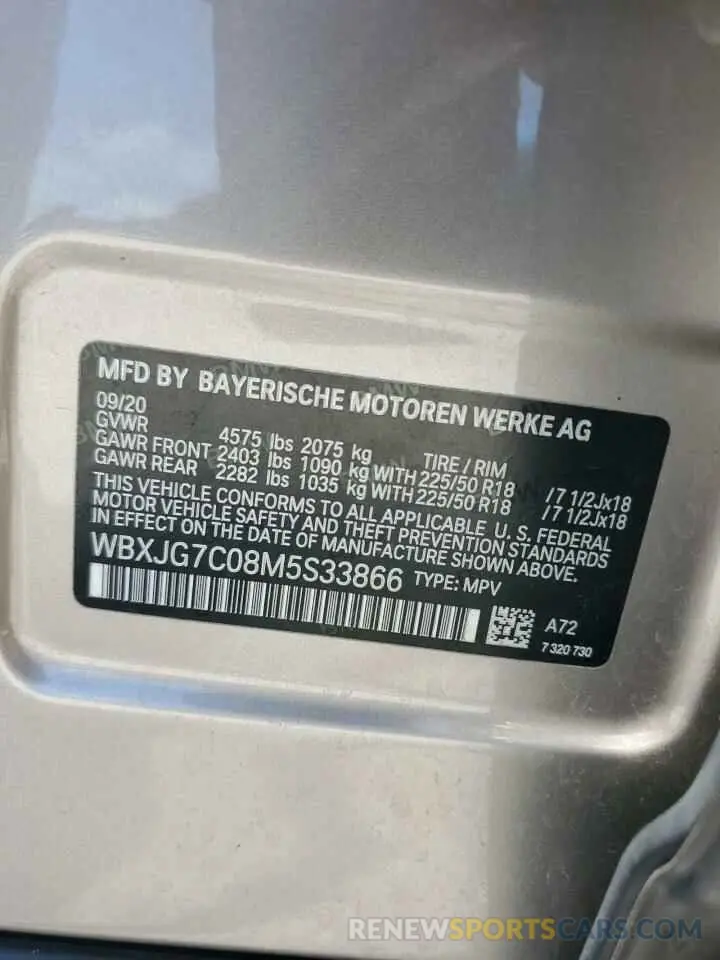 MFD BY BAYERISCHE MOTOREN WERKE AG
09/20
GVWR 4575 lbs 2075 kg TIRE / RIM
GAWR FRONT 2403 lbs 1090 kg WITH 225/50 R18 /7 1/2Jx18
GAWR REAR 2282 lbs 1035 kg WITH 225/50 R18 /7 1/2Jx18
THIS VEHICLE CONFORMS TO ALL APPLICABLE U. S. FEDERAL
MOTOR VEHICLE SAFETY AND THEFT PREVENTION STANDARDS
IN EFFECT ON THE DATE OF MANUFACTURE SHOWN ABOVE.
WBXJG7C08M5S33866 TYPE: MPV
A72
7 320 730
RENEWSPORTSCARS.COM